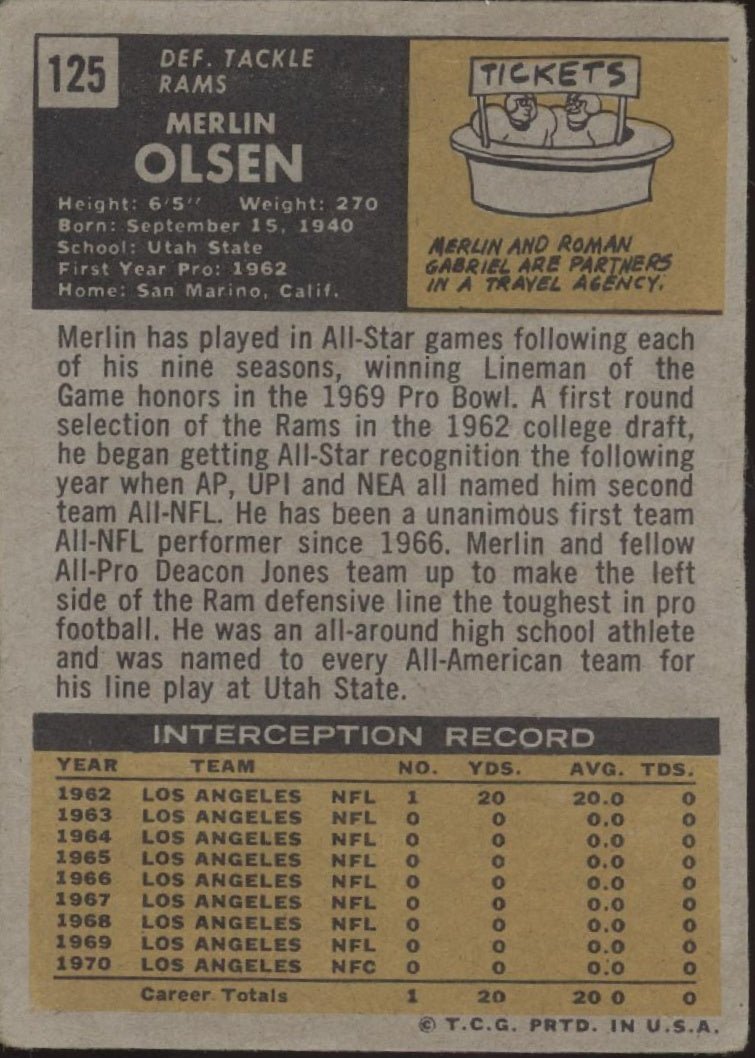 125
DEF. TACKLE
RAMS
MERLIN
OLSEN
Height: 6'5" Weight: 270
Born: September 15, 1940
School: Utah State
First Year Pro: 1962
Home: San Marino, Calif.
TICKETS
MERLIN AND ROMAN
GABRIEL ARE PARTNERS
IN A TRAVEL AGENCY.
Merlin has played in All-Star games following each
of his nine seasons, winning Lineman of the
Game honors in the 1969 Pro Bowl. A first round
selection of the Rams in the 1962 college draft,
he began getting All-Star recognition the following
year when AP, UPI and NEA all named him second
team All-NFL. He has been a unanimous first team
All-NFL performer since 1966. Merlin and fellow
All-Pro Deacon Jones team up to make the left
side of the Ram defensive line the toughest in pro
football. He was an all-around high school athlete
and was named to every All-American team for
his line play at Utah State.
INTERCEPTION RECORD
YEAR TEAM NO. YDS. AVG. TDS.
1962 LOS ANGELES NFL 1 20 20.0 0
1963 LOS ANGELES NFL 0 0 0.0 0
1964 LOS ANGELES NFL 0 0 0.0 0
1965 LOS ANGELES NFL 0 0 0.0 0
1966 LOS ANGELES NFL 0 0 0.0 0
1967 LOS ANGELES NFL 0 0 0.0 0
1968 LOS ANGELES NFL 0 0 0.0 0
1969 LOS ANGELES NFL 0 0 0.0 0
1970 LOS ANGELES NFC 0 0 0.0 0
Career Totals 1 20 20 0 0
© T.C.G. PRTD. IN U.S.A.